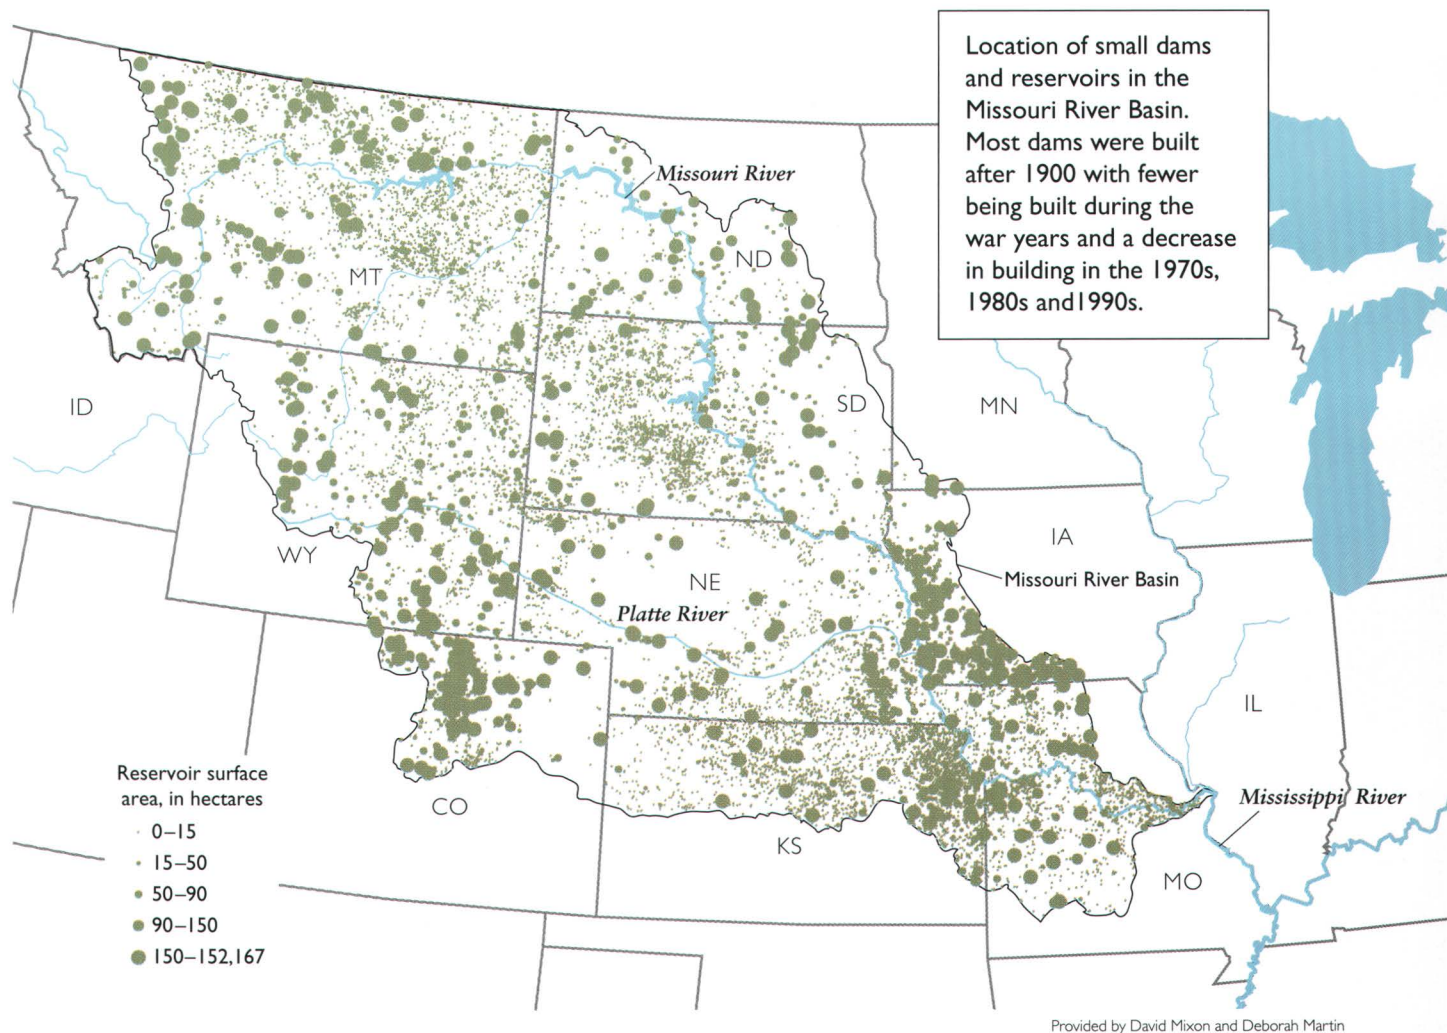 Location of small dams
and reservoirs in the
Missouri River Basin.
Most dams were built
after 1900 with fewer
being built during the
war years and a decrease
in building in the 1970s,
1980s and1990s.
Missouri River
ND
MT
ID
SD
MN
WY
IA
Missouri River Basin
NE
Platte River
IL
CO
KS
Mississippi River
MO
Reservoir surface
area, in hectares
0–15
15–50
50–90
90–150
150–152,167
Provided by David Mixon and Deborah Martin